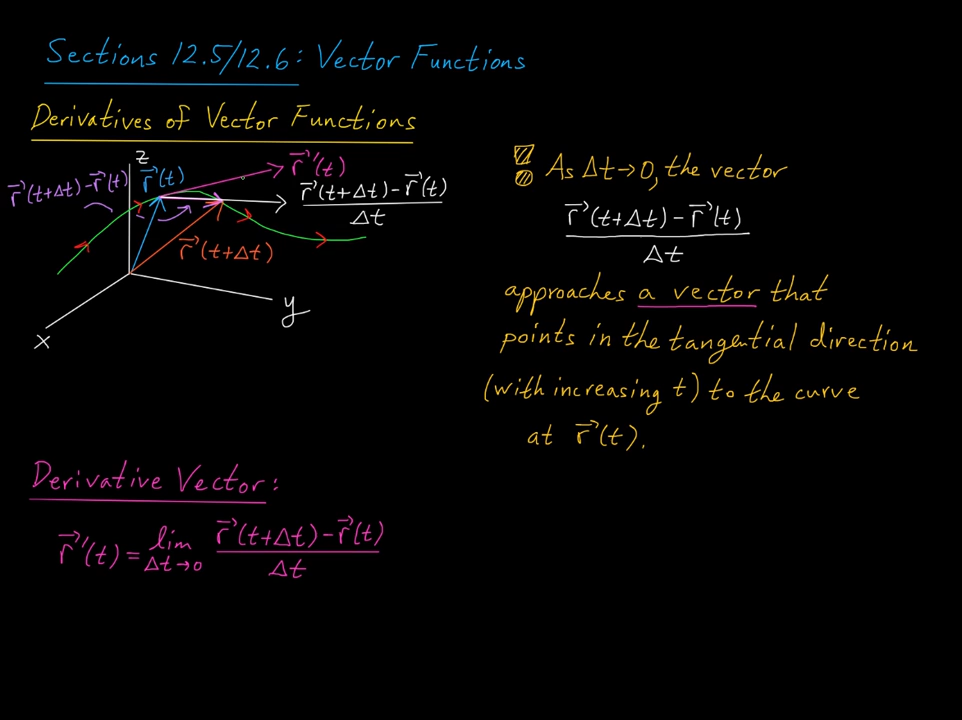 Sections 12.5/12.6: Vector Functions
Derivatives of Vector Functions
z
r⃗(t+Δt) - r⃗(t)
r⃗(t)
r⃗'(t)
r⃗(t+Δt) - r⃗(t)
Δt
r⃗(t+Δt)
y
x
As Δt→0, the vector
r⃗(t+Δt) - r⃗(t)
Δt
approaches a vector that
points in the tangential direction
(with increasing t) to the curve
at r⃗(t).
Derivative Vector:
r⃗'(t) = lim Δt→0 r⃗(t+Δt) - r⃗(t)
Δt